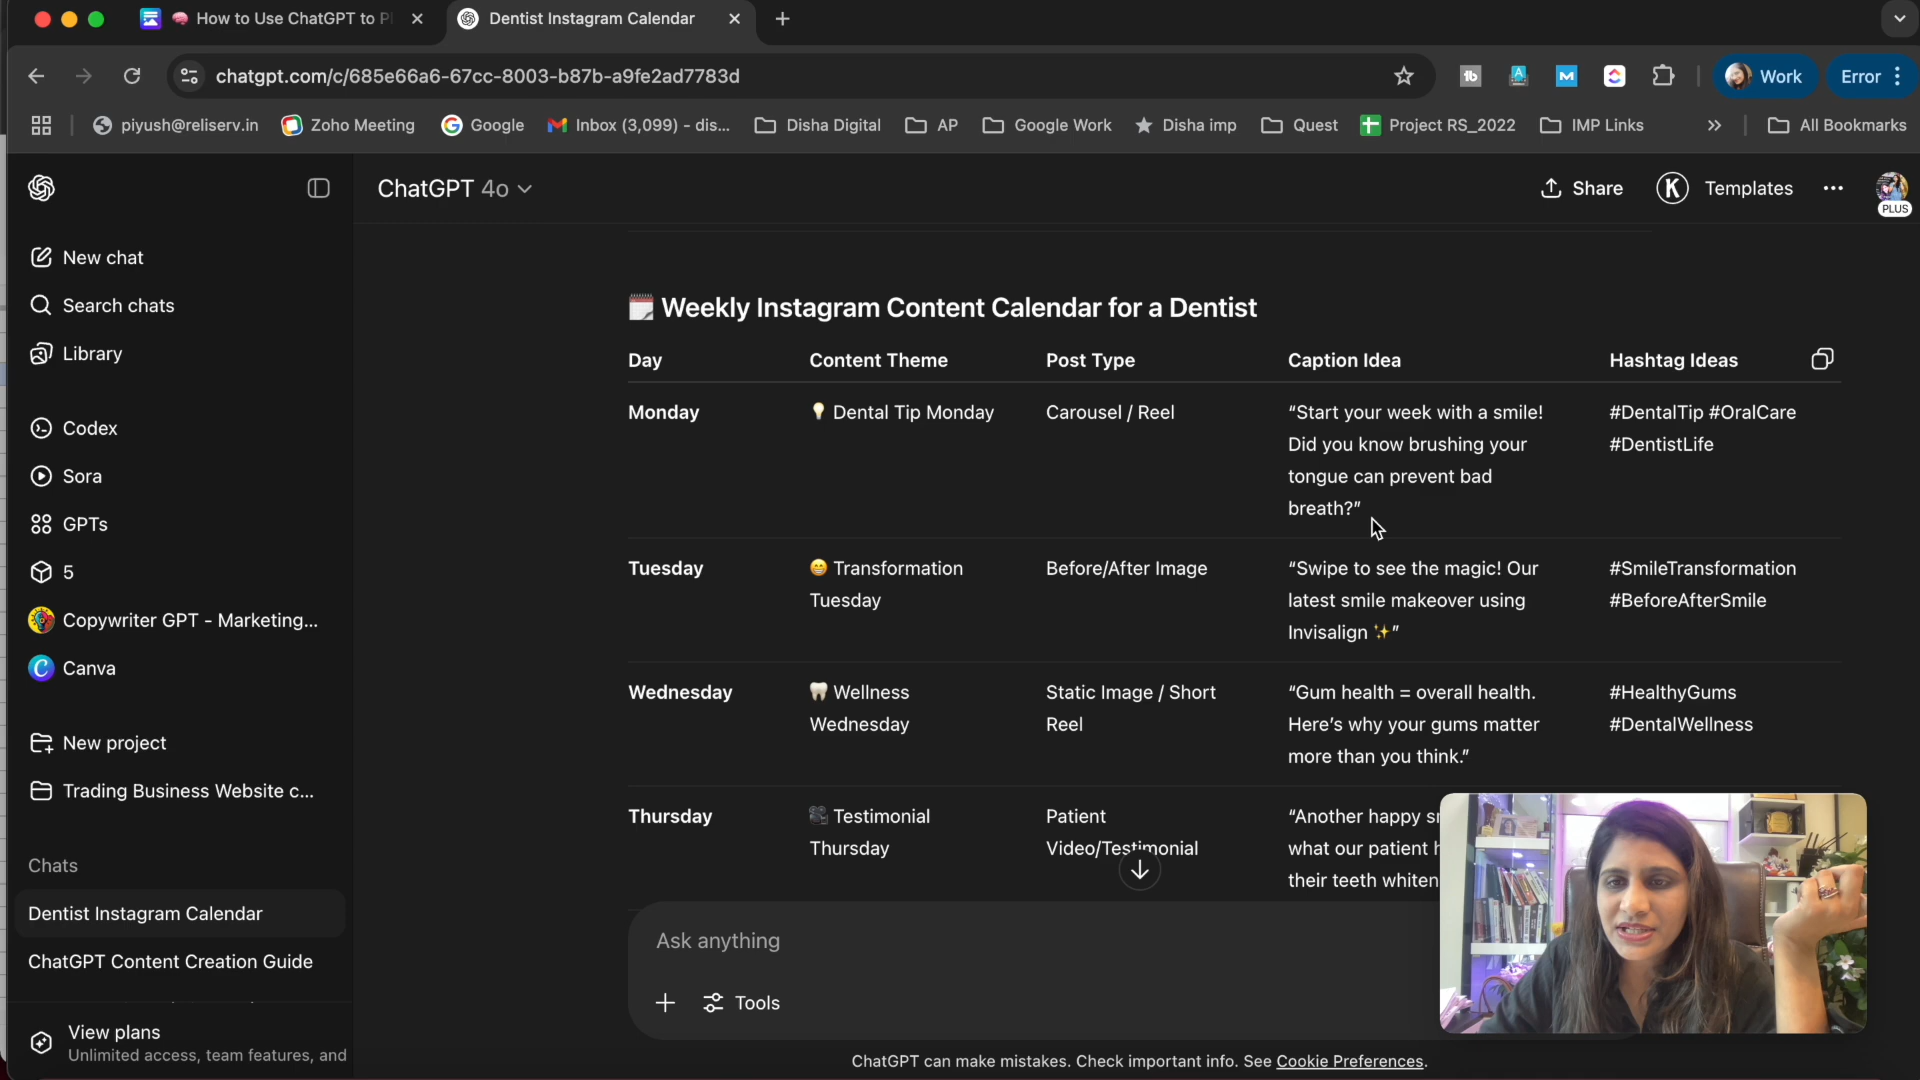 🧠 How to Use ChatGPT to Pl
Dentist Instagram Calendar
chatgpt.com/c/685e66a6-67cc-8003-b87b-a9fe2ad7783d
Work
Error
piyush@reliserv.in
Zoho Meeting
Google
Inbox (3,099) - dis...
Disha Digital
AP
Google Work
Disha imp
Quest
Project RS_2022
IMP Links
All Bookmarks
ChatGPT 4o
Share
K
Templates
PLUS
New chat
Search chats
Library
Codex
Sora
GPTs
5
Copywriter GPT - Marketing...
Canva
New project
Trading Business Website c...
Chats
Dentist Instagram Calendar
ChatGPT Content Creation Guide
View plans
Unlimited access, team features, and
🗓️ Weekly Instagram Content Calendar for a Dentist
Day Content Theme Post Type Caption Idea Hashtag Ideas
Monday
💡 Dental Tip Monday
Carousel / Reel
“Start your week with a smile!
Did you know brushing your
tongue can prevent bad
breath?”
#DentalTip #OralCare
#DentistLife
Tuesday
😁 Transformation
Tuesday
Before/After Image
“Swipe to see the magic! Our
latest smile makeover using
Invisalign ✨”
#SmileTransformation
#BeforeAfterSmile
Wednesday
🦷 Wellness
Wednesday
Static Image / Short
Reel
“Gum health = overall health.
Here’s why your gums matter
more than you think.”
#HealthyGums
#DentalWellness
Thursday
🎥 Testimonial
Thursday
Patient
Video/Testimonial
“Another happy
what our patient
their teeth
Ask anything
Tools
ChatGPT can make mistakes. Check important info. See Cookie Preferences.